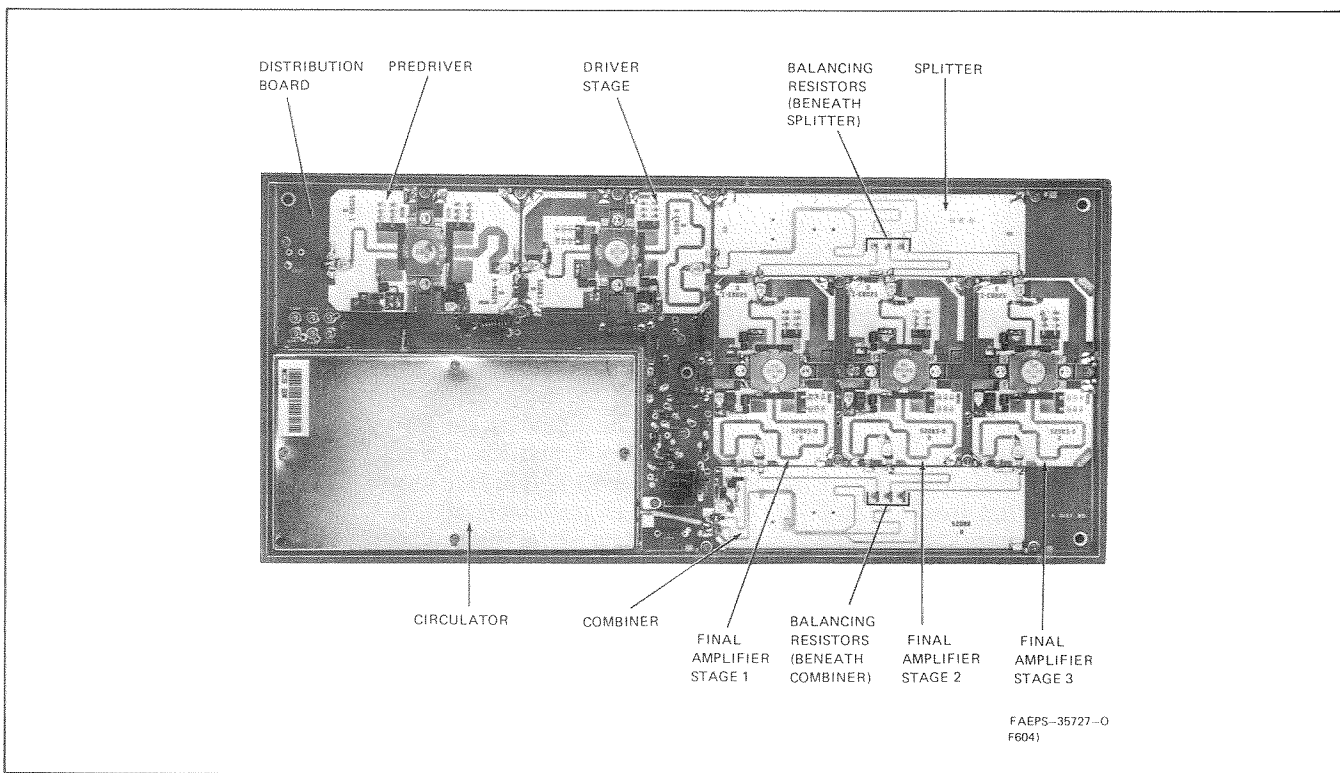 DISTRIBUTION
BOARD
PREDRIVER
DRIVER
STAGE
BALANCING
RESISTORS
(BENEATH
SPLITTER)
SPLITTER
CIRCULATOR
COMBINER
FINAL
AMPLIFIER
STAGE 1
BALANCING
RESISTORS
(BENEATH
COMBINER)
FINAL
AMPLIFIER
STAGE 2
FINAL
AMPLIFIER
STAGE 3
FAEPS-35727-O
F604)